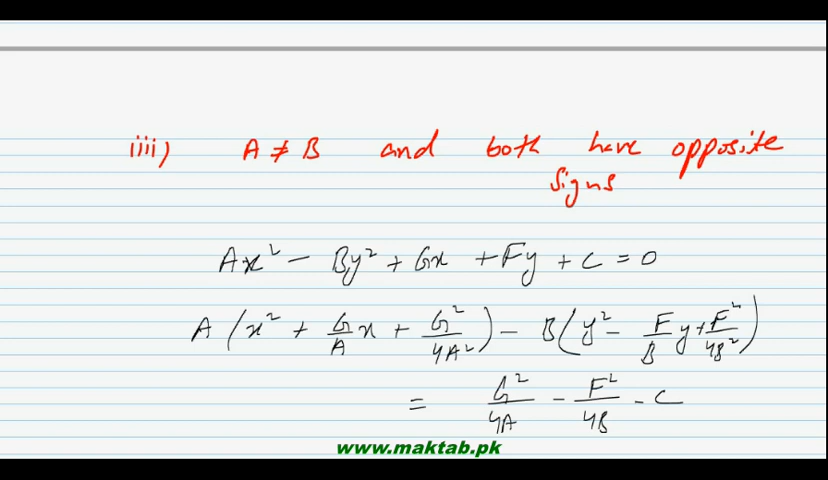 iiii) A ≠ B and both have opposite
signs
Ax² - By² + Gx + Fy + C = 0
A(x² + G/A x + G²/4A²) - B(y² - F/B y + F²/4B²)
= G²/4A - F²/4B - C
www.maktab.pk